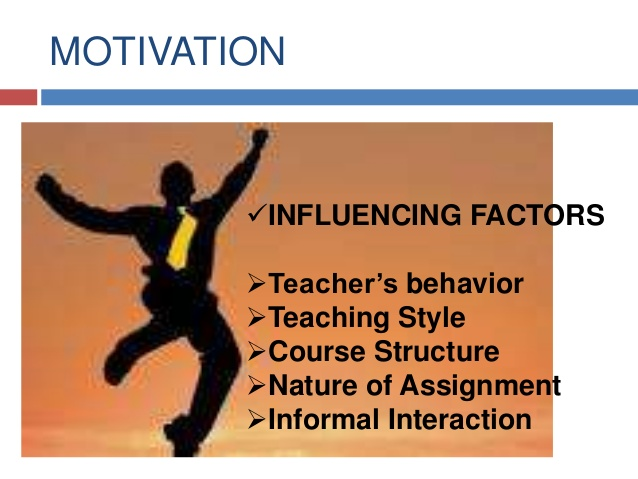 MOTIVATION
✓INFLUENCING FACTORS
➢Teacher’s behavior
➢Teaching Style
➢Course Structure
➢Nature of Assignment
➢Informal Interaction